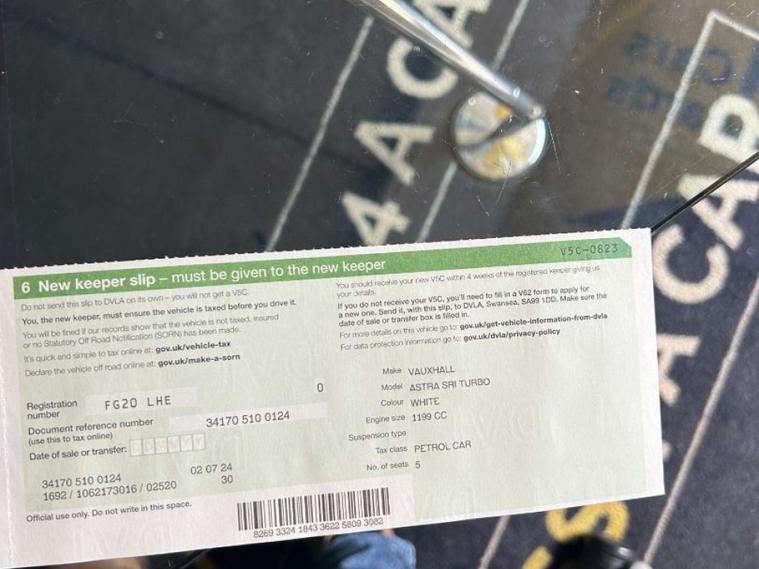 4 A CA
6 New keeper slip – must be given to the new keeper
V5C-0623
Do not send this slip to DVLA on its own – you will not get a V5C.
You, the new keeper, must ensure the vehicle is taxed before you drive it.
You will be fined if our records show that the vehicle is not taxed, insured
or no Statutory Off Road Notification (SORN) has been made.
It's quick and simple to tax online at: gov.uk/vehicle-tax
Declare the vehicle off road online at: gov.uk/make-a-sorn
You should receive your new V5C within 4 weeks of the registered keeper giving us
your details.
If you do not receive your V5C, you'll need to fill in a V62 form to apply for
a new one. Send it, with this slip, to DVLA, Swansea, SA99 1DD. Make sure the
date of sale or transfer box is filled in.
For more details on this vehicle go to: gov.uk/get-vehicle-information-from-dvla
For data protection information go to: gov.uk/dvla/privacy-policy
0
Registration
number
FG20 LHE
Document reference number
(use this to tax online)
34170 510 0124
Date of sale or transfer:
34170 510 0124
02 07 24
1692 / 1062173016 / 02520
30
Official use only. Do not write in this space.
8269 3324 1843 3622 5809 3082
Make VAUXHALL
Model ASTRA SRI TURBO
Colour WHITE
Engine size 1199 CC
Suspension type
Tax class PETROL CAR
No. of seats 5
A CAR
S